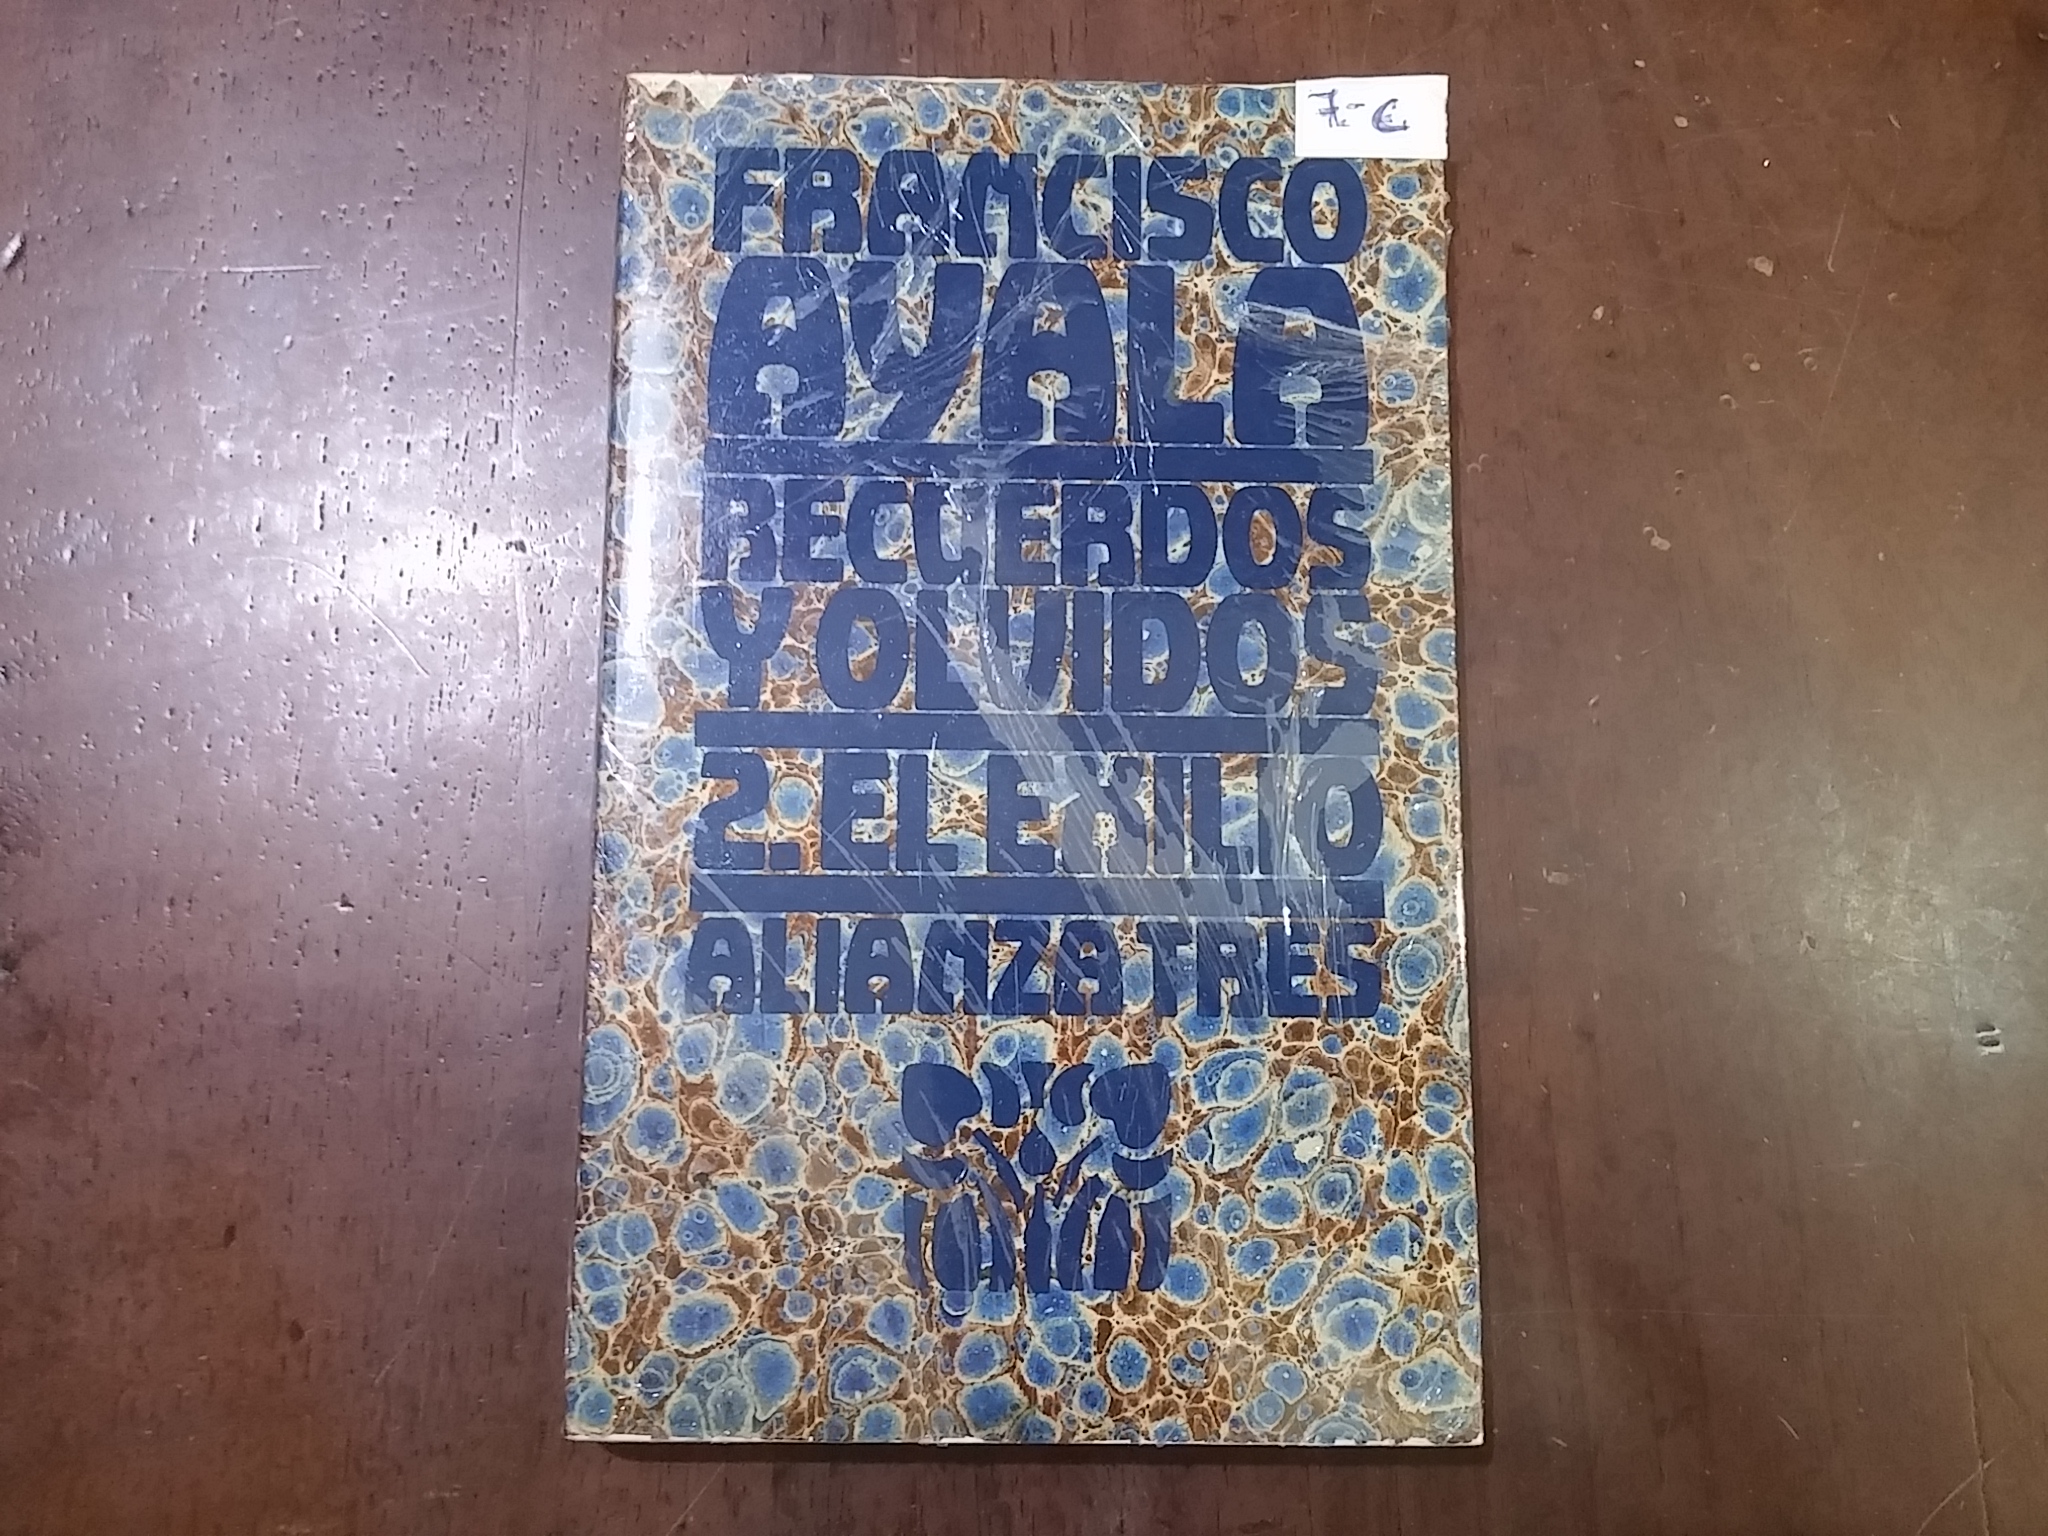 7.- €
FRANCISCO
AYALA
RECUERDOS
Y OLVIDOS
2. EL EXILIO
ALIANZA TRES